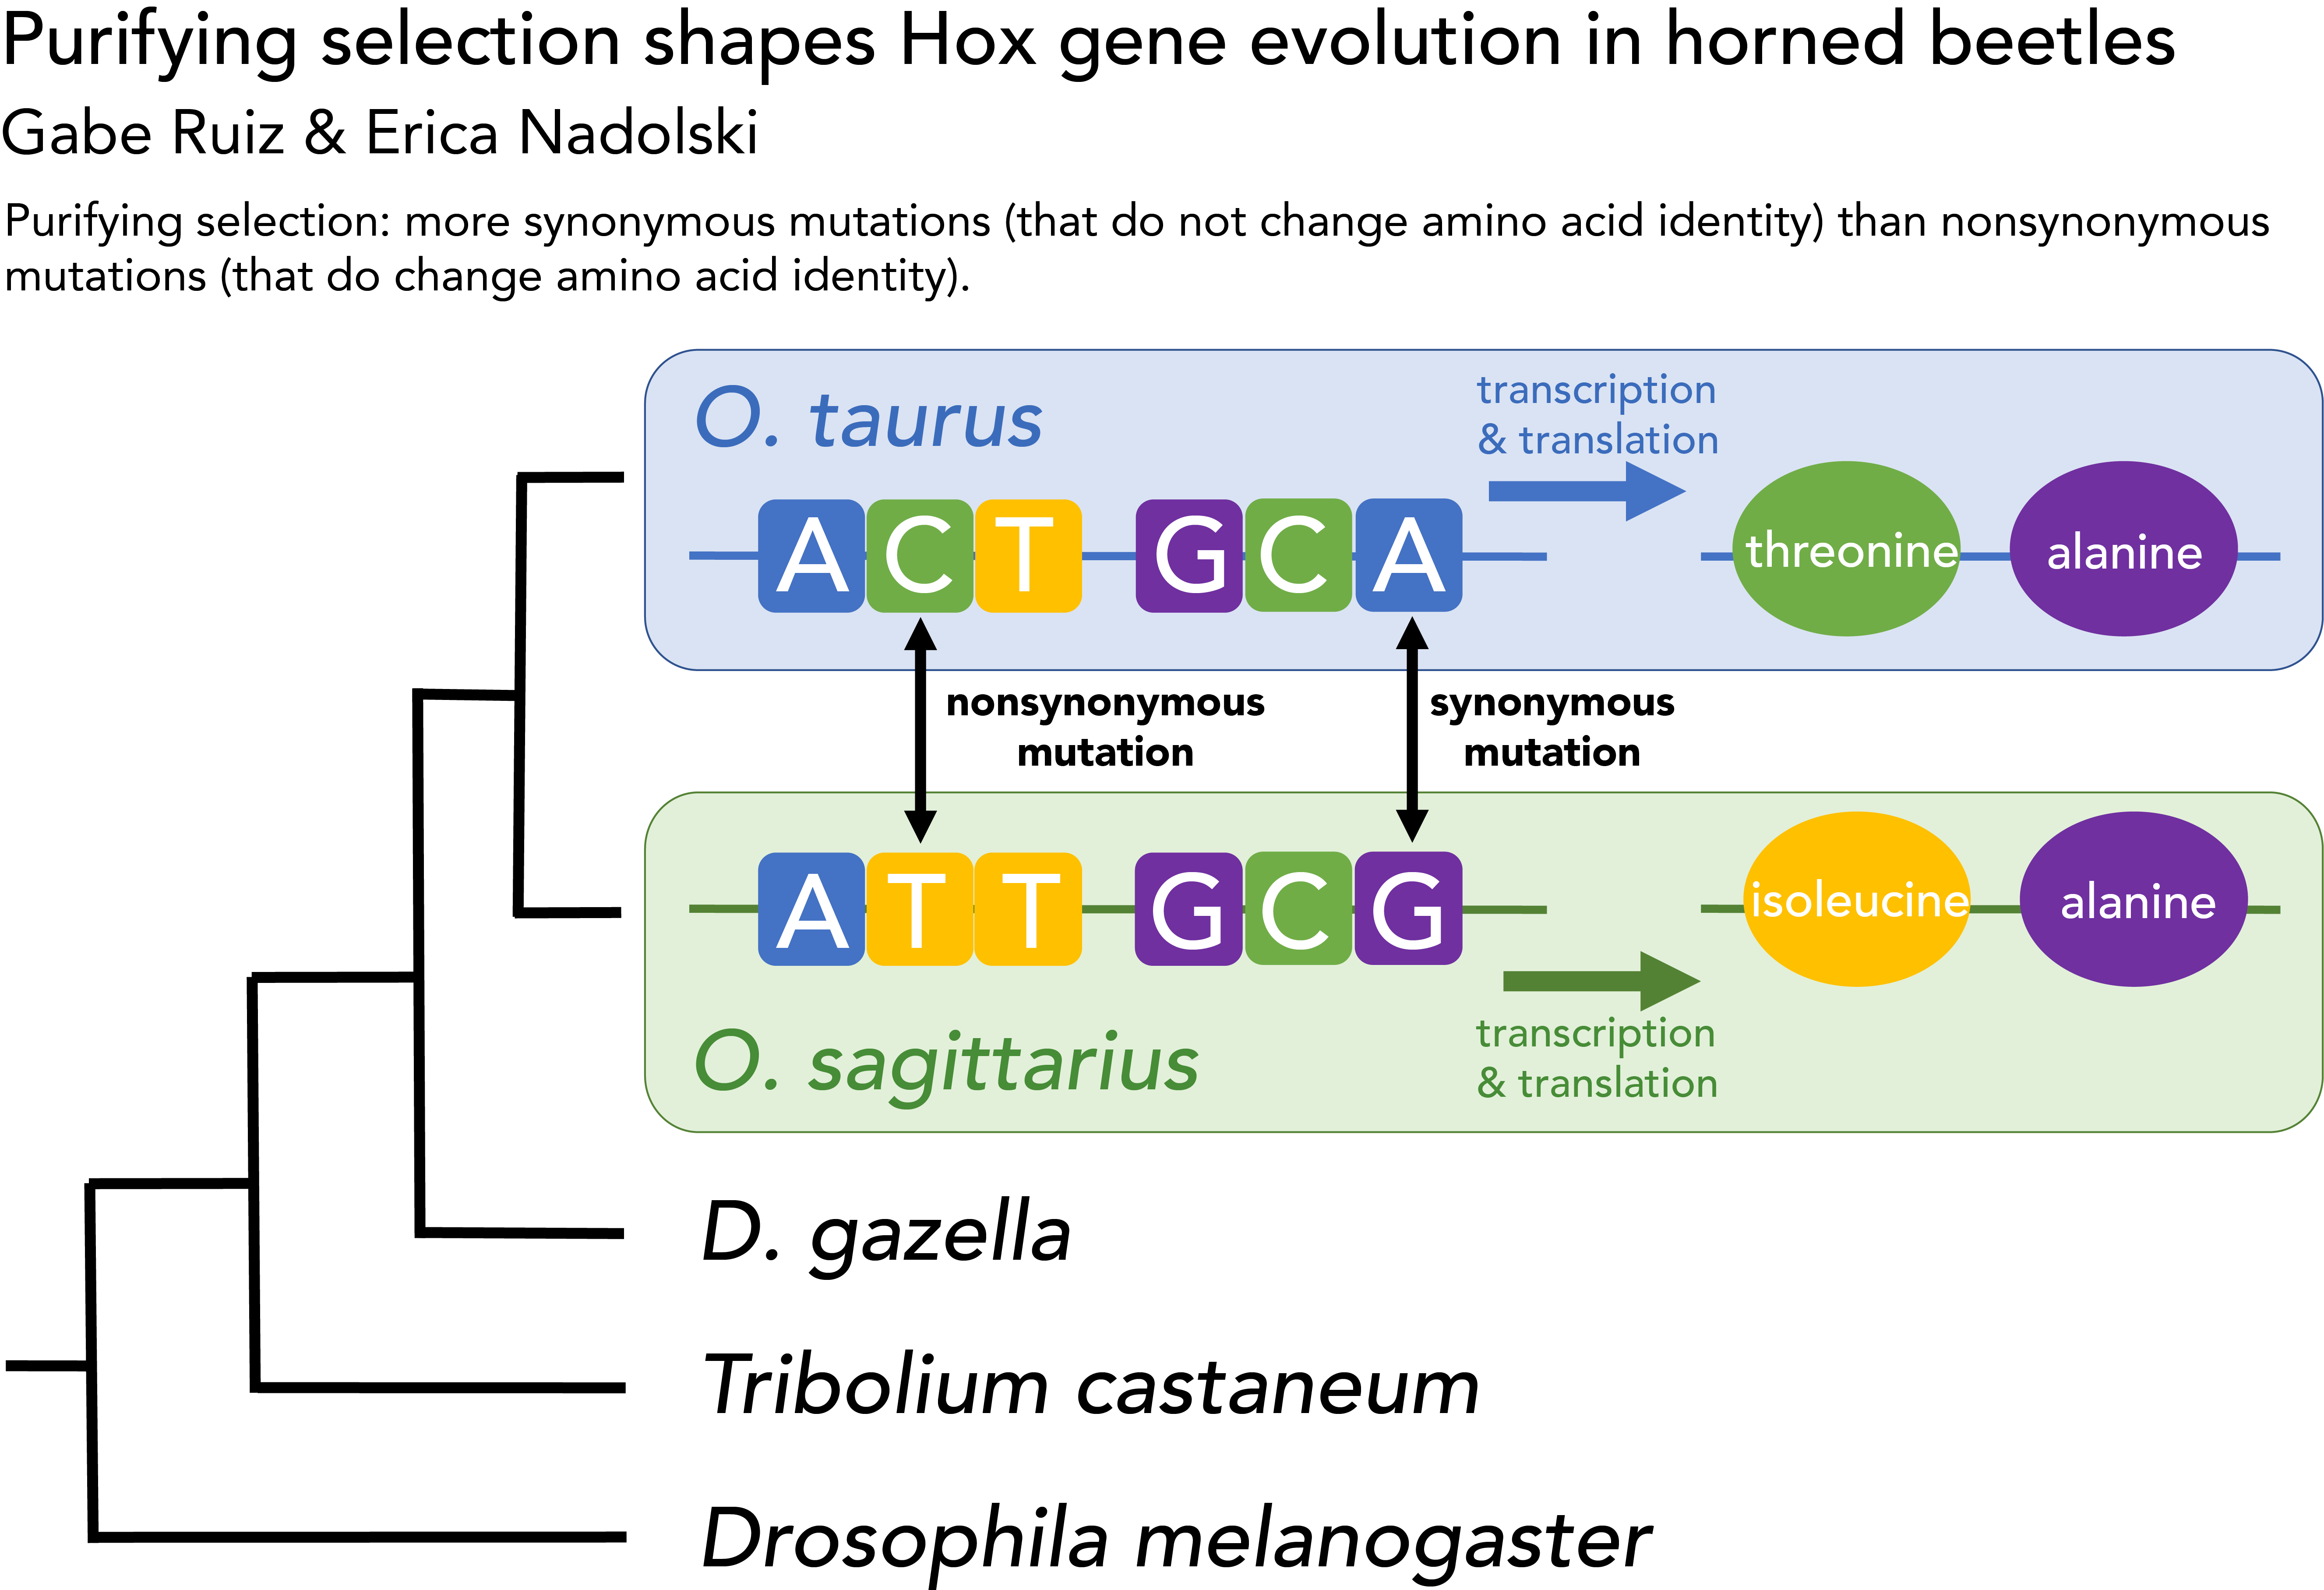 Purifying selection shapes Hox gene evolution in horned beetles
Gabe Ruiz & Erica Nadolski
Purifying selection: more synonymous mutations (that do not change amino acid identity) than nonsynonymous
mutations (that do change amino acid identity).
O. taurus
transcription
& translation
A C T G C A
threonine alanine
nonsynonymous
mutation
synonymous
mutation
A T T G C G
isoleucine alanine
O. sagittarius
transcription
& translation
D. gazella
Tribolium castaneum
Drosophila melanogaster